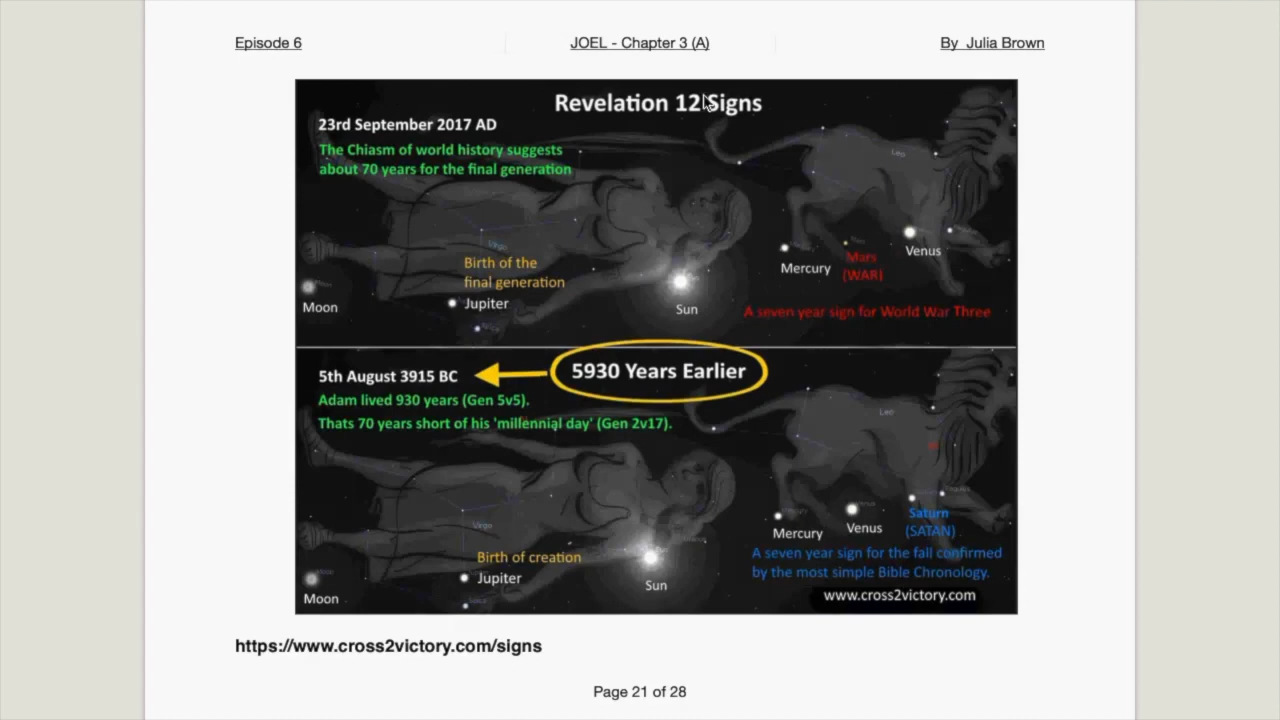 Episode 6
JOEL - Chapter 3 (A)
By Julia Brown
Revelation 12 Signs
23rd September 2017 AD
The Chiasm of world history suggests
about 70 years for the final generation
Leo
Virgo
Birth of the
final generation
Moon
Jupiter
Spica
Sun
Mercury
Mars
(WAR)
Venus
A seven year sign for World War Three
5th August 3915 BC
5930 Years Earlier
Adam lived 930 years (Gen 5v5).
Thats 70 years short of his 'millennial day' (Gen 2v17).
Leo
Virgo
Birth of creation
Moon
Jupiter
Sun
Mercury
Venus
Saturn
(SATAN)
A seven year sign for the fall confirmed
by the most simple Bible Chronology.
www.cross2victory.com
https://www.cross2victory.com/signs
Page 21 of 28